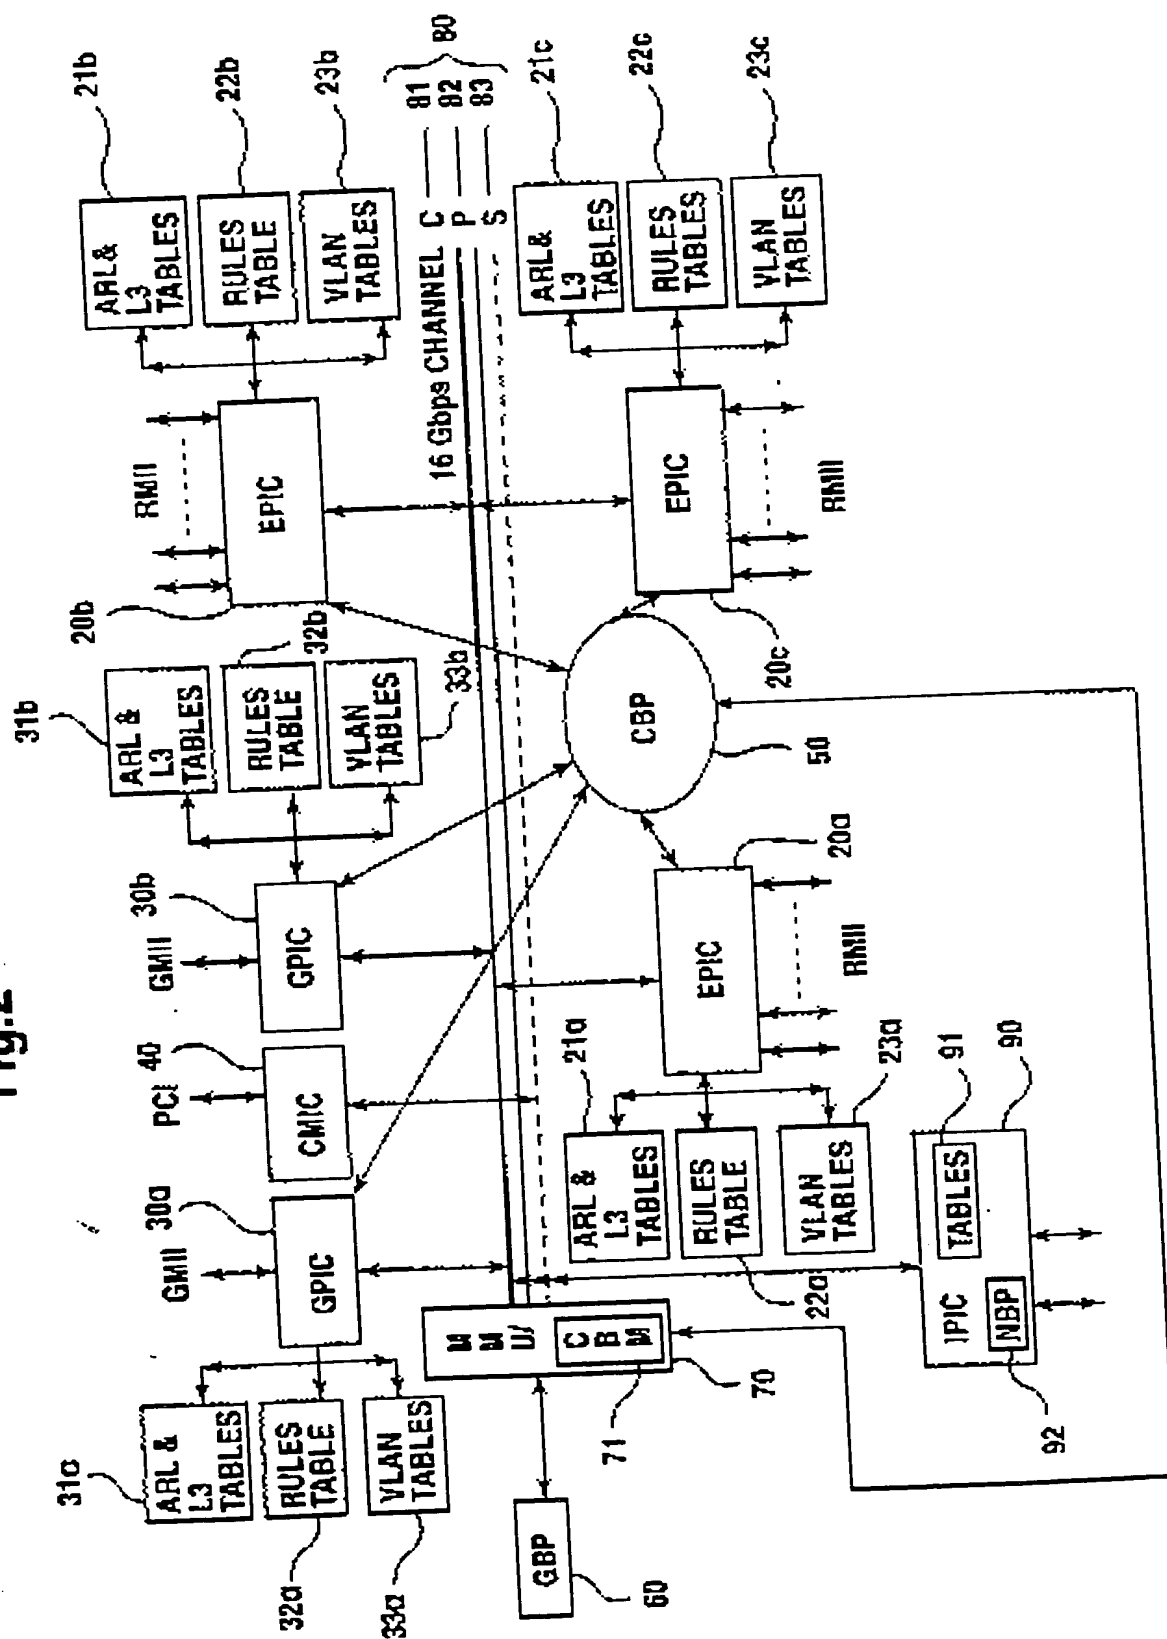 Fig.2
31a
ARL &
L3
TABLES
32a
RULES
TABLE
33a
VLAN
TABLES
GMII
30a
GPIC
PCI
40
CMIC
GMII
30b
GPIC
31b
ARL &
L3
TABLES
32b
RULES
TABLE
33b
VLAN
TABLES
20b
RMII
EPIC
21b
ARL &
L3
TABLES
22b
RULES
TABLE
23b
VLAN
TABLES
16 Gbps CHANNEL
C
81
P
82
S
83
80
GBP
60
MMU
CBM
71
70
21a
ARL &
L3
TABLES
22a
RULES
TABLE
23a
VLAN
TABLES
EPIC
20a
RMII
CBP
50
EPIC
20c
RMII
21c
ARL &
L3
TABLES
22c
RULES
TABLES
23c
VLAN
TABLES
IPIC
90
TABLES
91
NBP
92